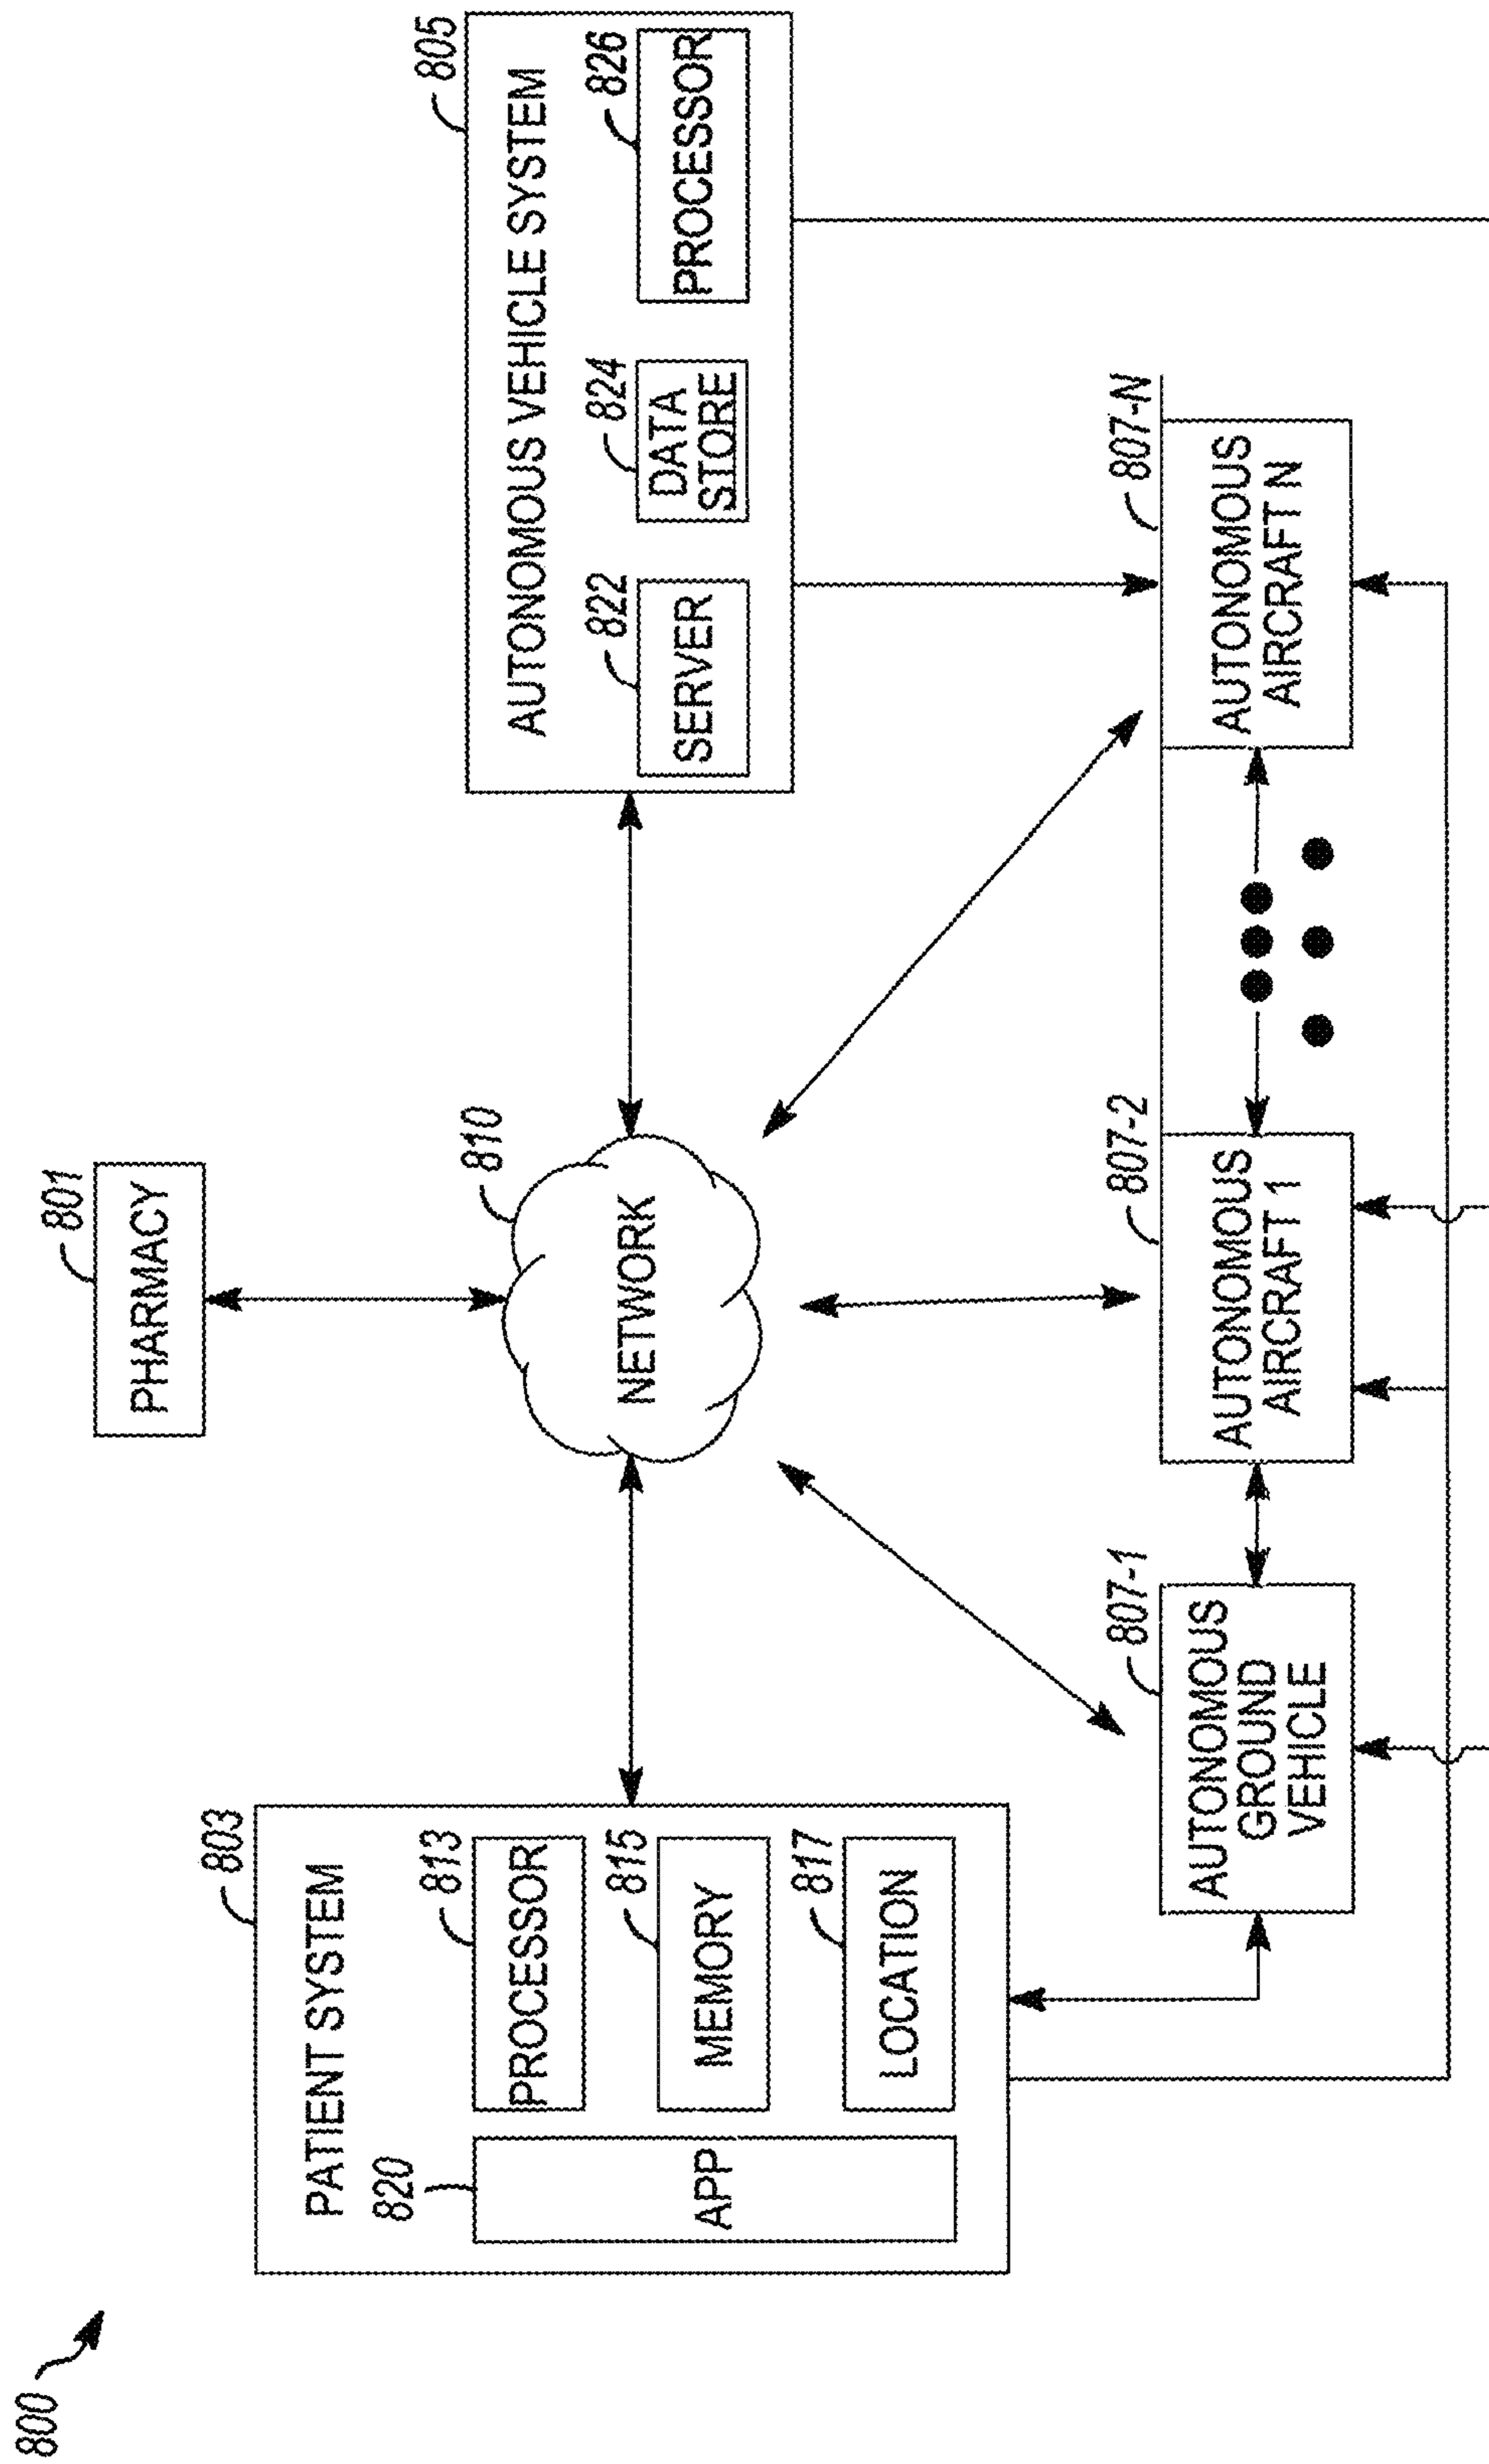 800
801
PHARMACY
803
PATIENT SYSTEM
820
APP
813
PROCESSOR
815
MEMORY
817
LOCATION
810
NETWORK
805
AUTONOMOUS VEHICLE SYSTEM
822
SERVER
824
DATA
STORE
826
PROCESSOR
807-1
AUTONOMOUS
GROUND
VEHICLE
807-2
AUTONOMOUS
AIRCRAFT 1
807-N
AUTONOMOUS
AIRCRAFT N